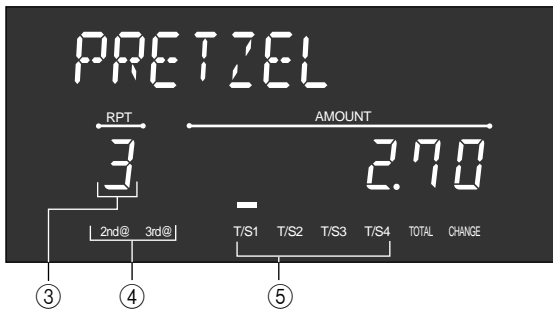 PRETZEL
RPT AMOUNT
3 2.70
2nd@ 3rd@ T/S1 T/S2 T/S3 T/S4 TOTAL CHANGE
③ ④ ⑤